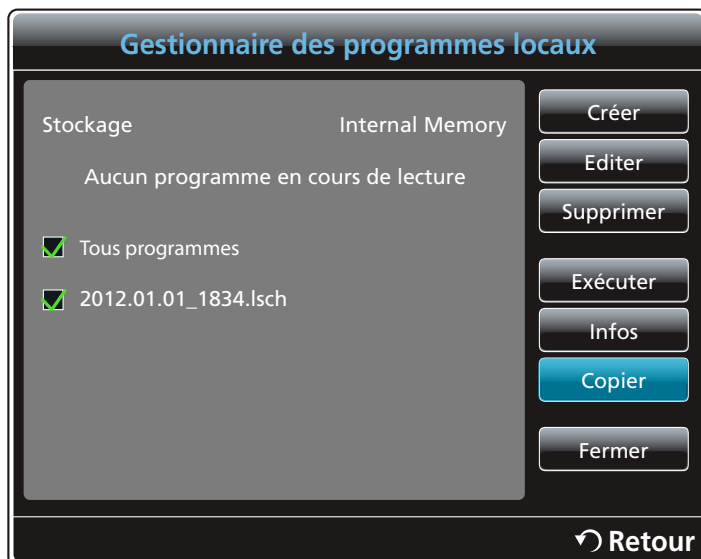 Gestionnaire des programmes locaux
Stockage Internal Memory
Aucun programme en cours de lecture
Tous programmes
2012.01.01_1834.lsch
Créer
Editer
Supprimer
Exécuter
Infos
Copier
Fermer
Retour